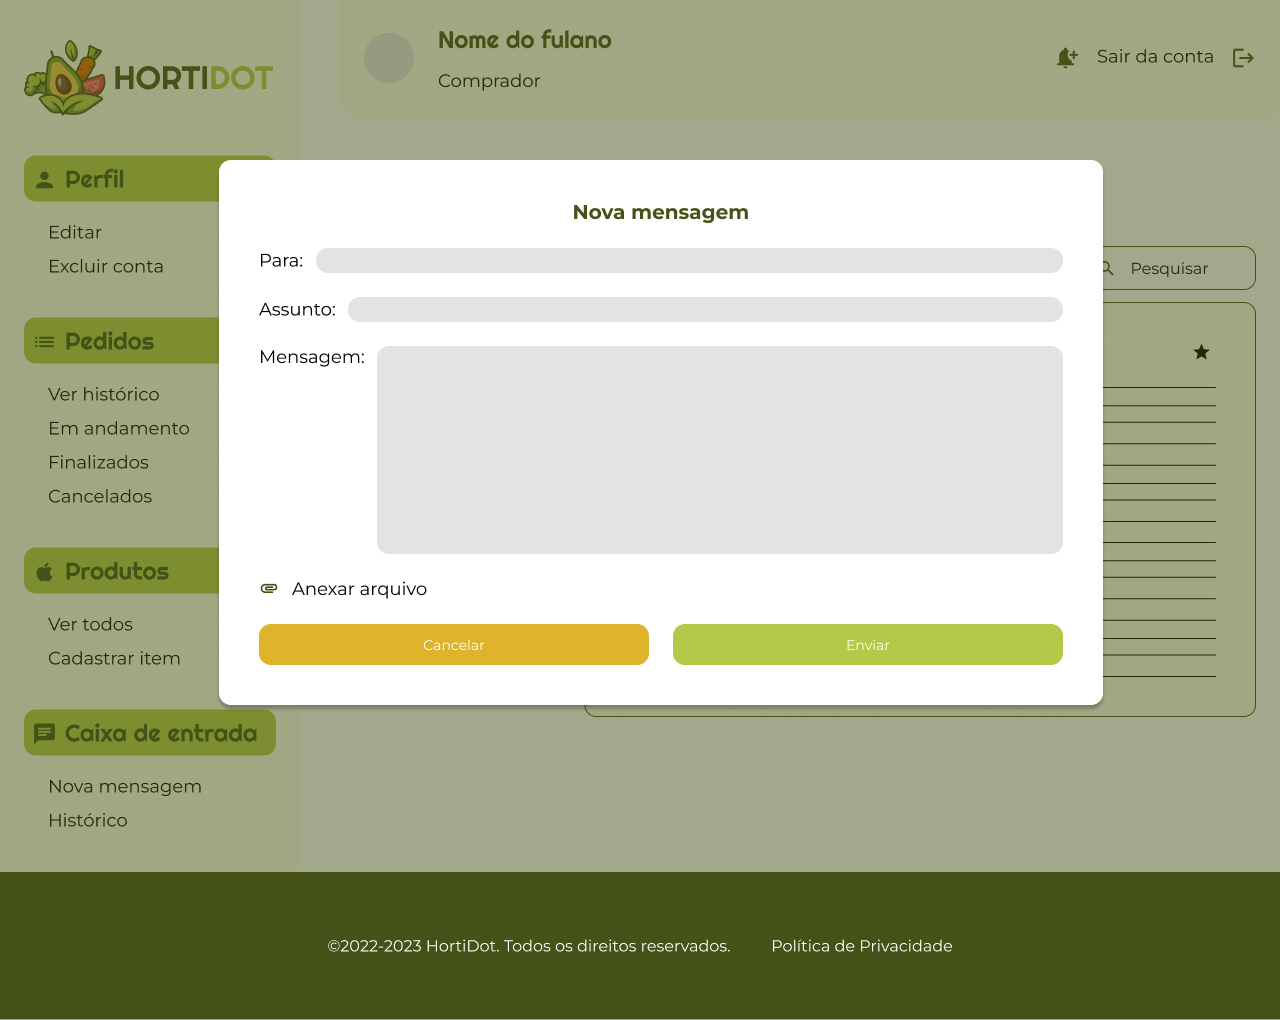 HORTIDOT
Nome do fulano
Comprador
Sair da conta
Perfil
Editar
Excluir conta
Pedidos
Ver histórico
Em andamento
Finalizados
Cancelados
Produtos
Ver todos
Cadastrar item
Caixa de entrada
Nova mensagem
Histórico
Pesquisar
Nova mensagem
Para:
Assunto:
Mensagem:
Anexar arquivo
Cancelar
Enviar
©2022-2023 HortiDot. Todos os direitos reservados.
Política de Privacidade